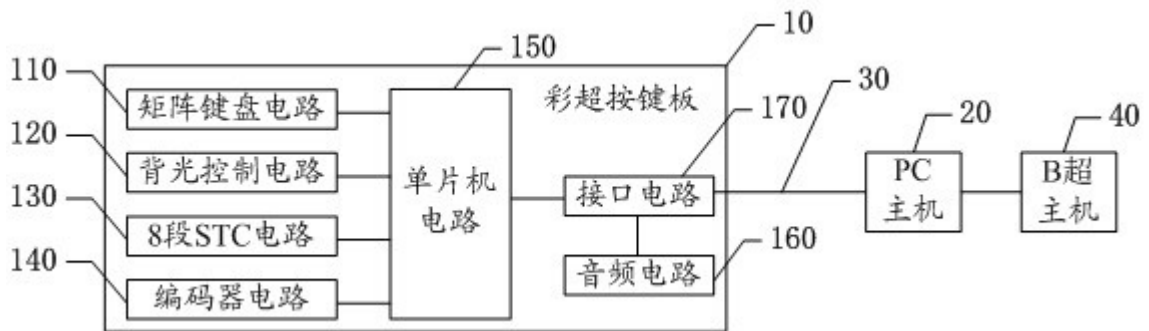 10
150
110
矩阵键盘电路
彩超按键板
170
20
40
120
背光控制电路
30
单片机
电路
接口电路
PC
主机
B超
主机
130
8段STC电路
160
140
编码器电路
音频电路